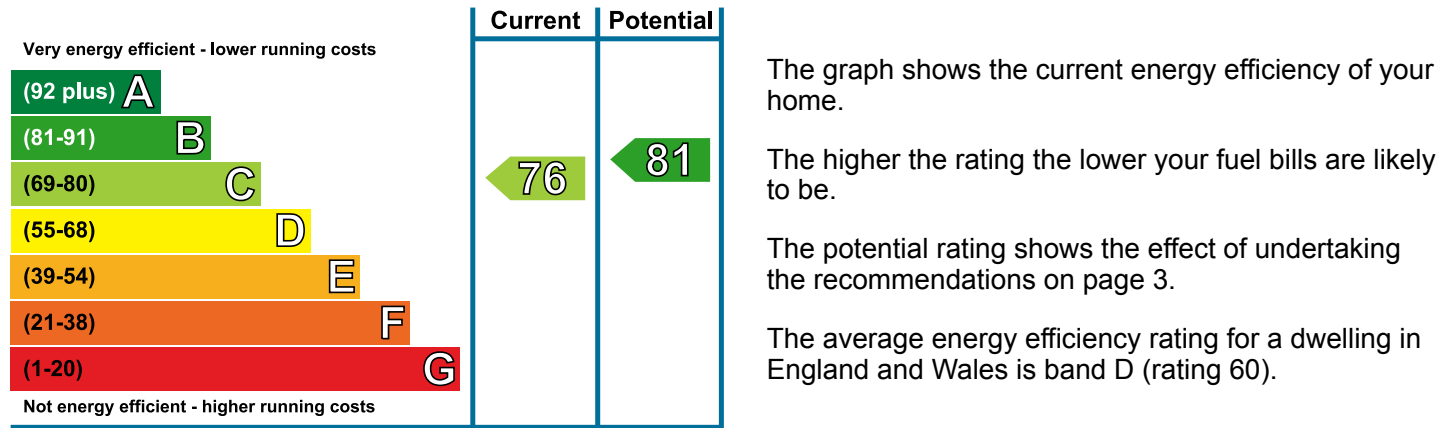 Current Potential
Very energy efficient - lower running costs
(92 plus) A
(81-91) B
(69-80) C
(55-68) D
(39-54) E
(21-38) F
(1-20) G
Not energy efficient - higher running costs
76
81
The graph shows the current energy efficiency of your
home.
The higher the rating the lower your fuel bills are likely
to be.
The potential rating shows the effect of undertaking
the recommendations on page 3.
The average energy efficiency rating for a dwelling in
England and Wales is band D (rating 60).